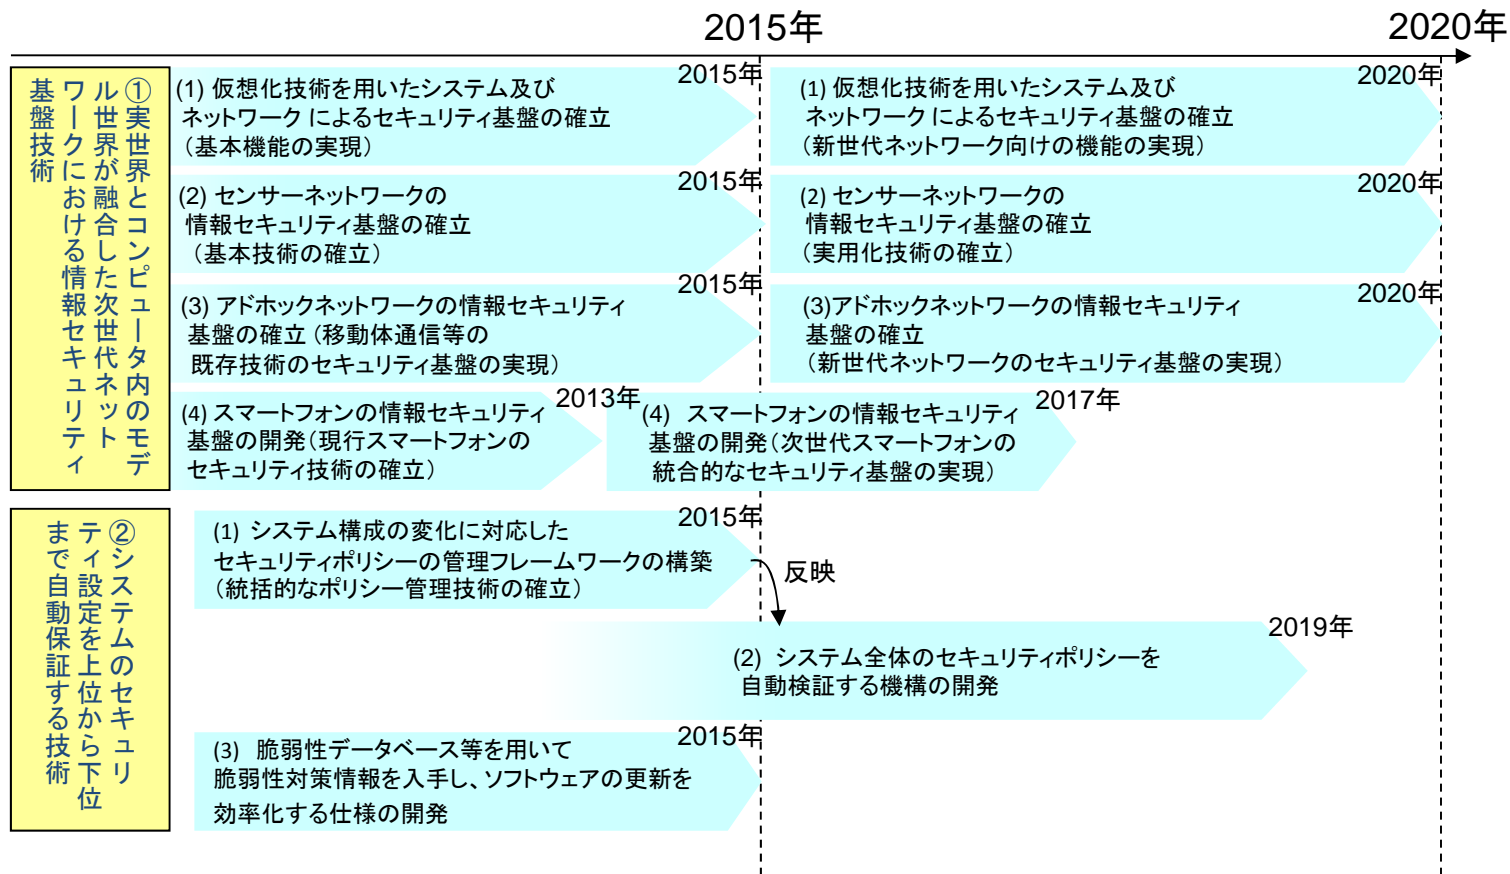 2015年
2020年
①実世界とコンピュータ内のモデ
ル世界が融合した次世代ネット
ワークにおける情報セキュリティ
基盤技術
2015年
(1) 仮想化技術を用いたシステム及び
ネットワーク によるセキュリティ基盤の確立
（基本機能の実現）
2020年
(1) 仮想化技術を用いたシステム及び
ネットワーク によるセキュリティ基盤の確立
（新世代ネットワーク向けの機能の実現）
2015年
(2) センサーネットワークの
情報セキュリティ基盤の確立
（基本技術の確立）
2020年
(2) センサーネットワークの
情報セキュリティ基盤の確立
（実用化技術の確立）
2015年
(3) アドホックネットワークの情報セキュリティ
基盤の確立（移動体通信等の
既存技術のセキュリティ基盤の実現）
2020年
(3)アドホックネットワークの情報セキュリティ
基盤の確立
（新世代ネットワークのセキュリティ基盤の実現）
2013年
(4) スマートフォンの情報セキュリティ
基盤の開発（現行スマートフォンの
セキュリティ技術の確立）
2017年
(4) スマートフォンの情報セキュリティ
基盤の開発（次世代スマートフォンの
統合的なセキュリティ基盤の実現）
②システムのセキュリ
ティ設定を上位から下位
まで自動保証する技術
2015年
(1) システム構成の変化に対応した
セキュリティポリシーの管理フレームワークの構築
（統括的なポリシー管理技術の確立）
反映
2019年
(2) システム全体のセキュリティポリシーを
自動検証する機構の開発
2015年
(3) 脆弱性データベース等を用いて
脆弱性対策情報を入手し、ソフトウェアの更新を
効率化する仕様の開発